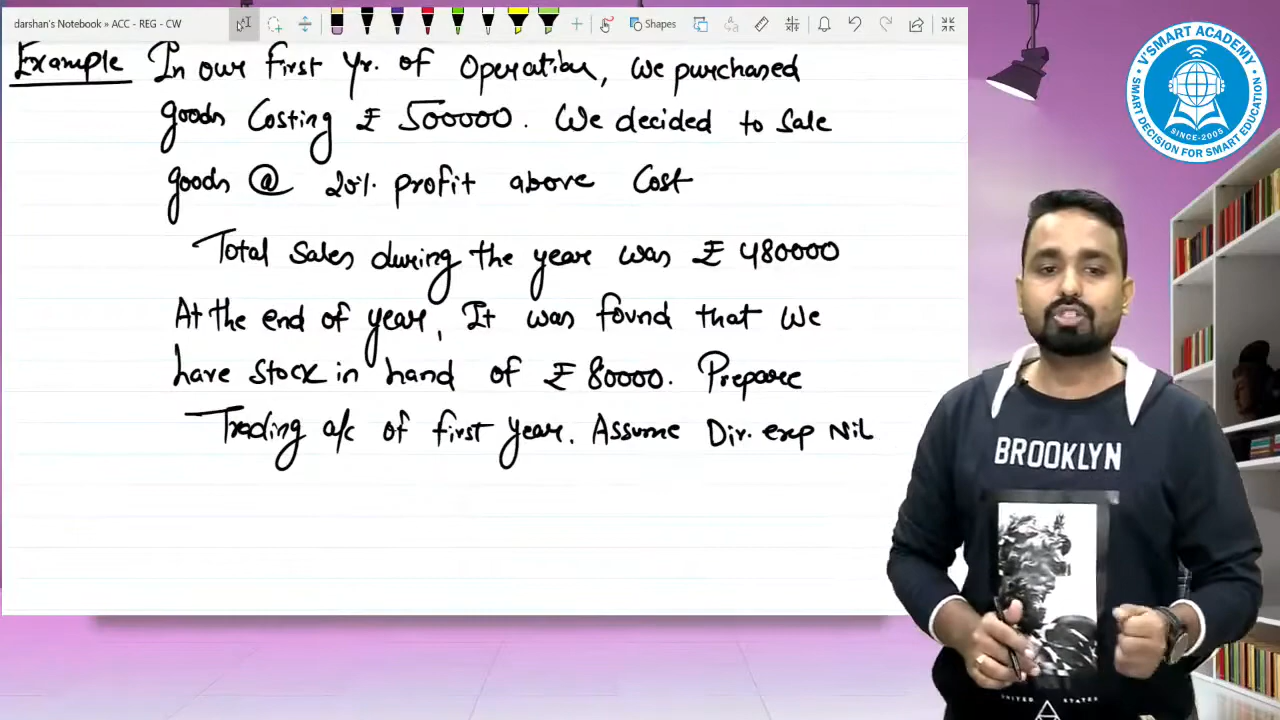 darshan's Notebook » ACC - REG - CW
Shapes
Example In our first yr. of Operation, we purchased
goods Costing ₹ 500000. We decided to Sale
goods @ 20% profit above Cost
Total Sales during the year was ₹ 480000
At the end of year, It was found that we
have Stock in hand of ₹ 80000. Prepare
Trading a/c of first year. Assume Dir. exp Nil
V'SMART ACADEMY
SINCE-2005
SMART DECISION FOR SMART EDUCATION
BROOKLYN
UNITED STATES